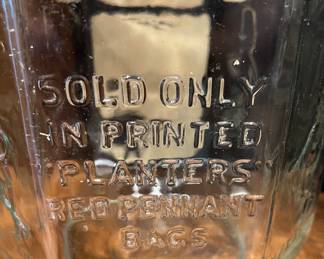 SOLD ONLY
IN PRINTED
"PLANTERS"
RED PENNANT
BAGS